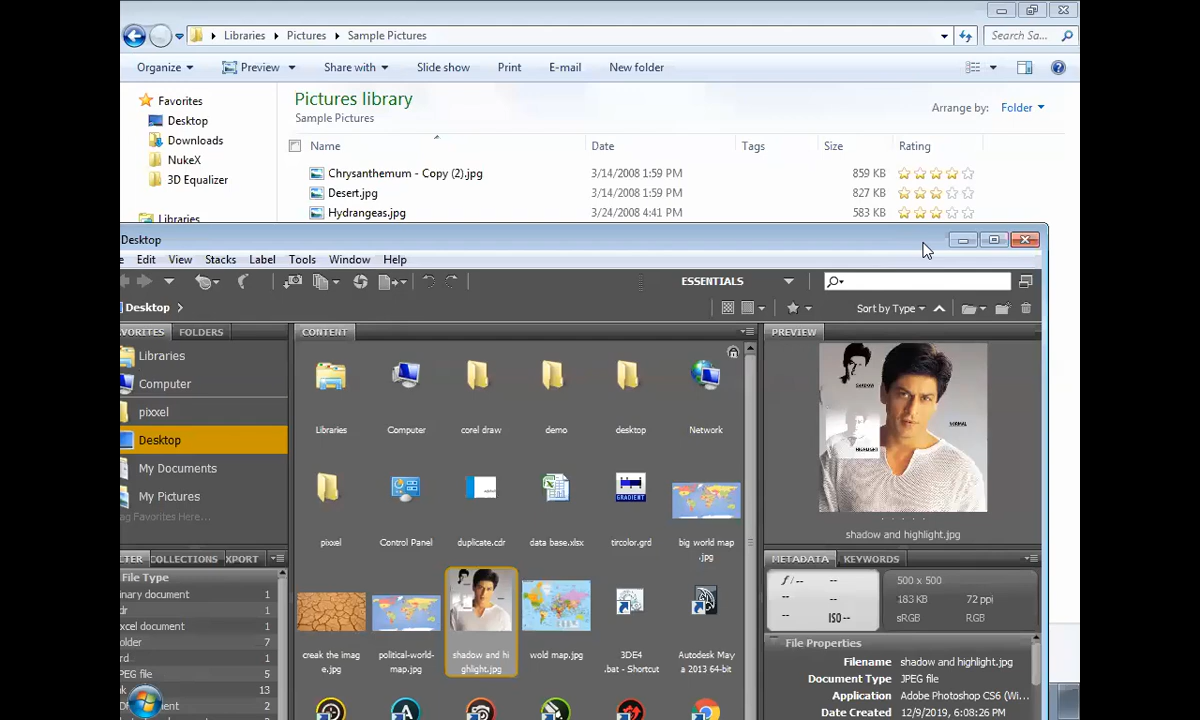 Libraries Pictures Sample Pictures Search Sa...
Organize Preview Share with Slide show Print E-mail New folder
Favorites
Desktop
Downloads
NukeX
3D Equalizer
Libraries
Pictures library
Sample Pictures
Arrange by: Folder
Name Date Tags Size Rating
Chrysanthemum - Copy (2).jpg 3/14/2008 1:59 PM 859 KB
Desert.jpg 3/14/2008 1:59 PM 827 KB
Hydrangeas.jpg 3/24/2008 4:41 PM 583 KB
Desktop
Edit View Stacks Label Tools Window Help
ESSENTIALS
Desktop
Sort by Type
FOLDERS
Libraries
Computer
pixxel
Desktop
My Documents
My Pictures
CONTENT
Libraries Computer corel draw demo desktop Network
GRADIENT
pixxel Control Panel duplicate.cdr data base.xlsx tircolor.grd big world map
.jpg
creak the imag political-world- shadow and hi wold map.jpg 3DE4 Autodesk May
e.jpg map.jpg ghlight.jpg .bat - Shortcut a 2013 64-bit
PREVIEW
SHADOW
NORMAL
HIGHLIGHT
shadow and highlight.jpg
COLLECTIONS
File Type
document 1
1
document 1
7
1
5
13
2
METADATA KEYWORDS
f/-- --
-- --
-- ISO --
500 x 500
183 KB 72 ppi
sRGB RGB
File Properties
Filename shadow and highlight.jpg
Document Type JPEG file
Application Adobe Photoshop CS6 (Wi...
Date Created 12/9/2019, 6:08:26 PM